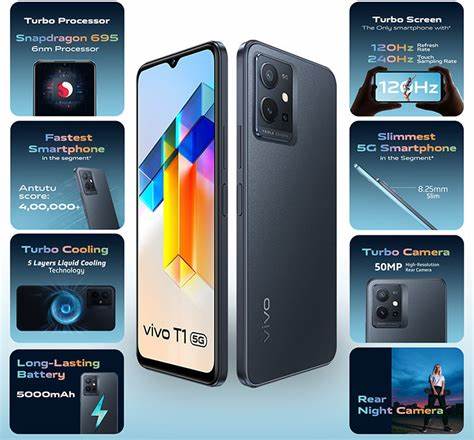 Turbo Processor
Snapdragon 695
6nm Processor
Fastest
Smartphone
in the segment*
Antutu
score:
4,00,000+
Turbo Cooling
5 Layers Liquid Cooling
Technology
Long-Lasting
Battery
5000mAh
vivo T1 5G
TRIPLE CAMERA
vivo
Turbo Screen
The Only smartphone with*
120Hz Refresh
Rate
240Hz Touch
Sampling Rate
120Hz
Slimmest
5G Smartphone
in the segment*
8.25mm
Slim
Turbo Camera
50MP High-Resolution
Rear Camera
Rear
Night Camera